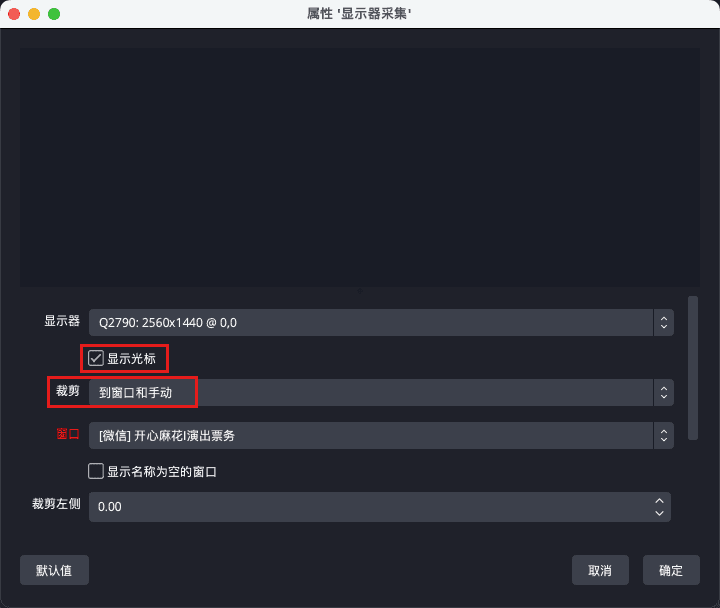 属性 '显示器采集'
显示器 Q2790: 2560x1440 @ 0,0
显示光标
裁剪 到窗口和手动
窗口 [微信] 开心麻花I演出票务
显示名称为空的窗口
裁剪左侧 0.00
默认值 取消 确定